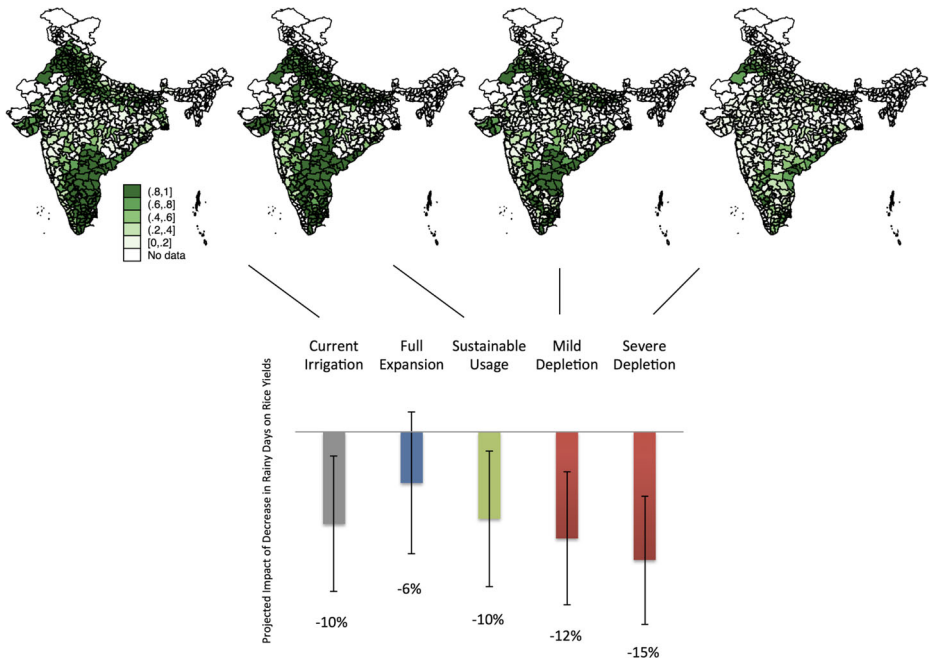 (.8,1]
(.6,.8]
(.4,.6]
(.2,.4]
[0,.2]
No data
Current
Irrigation
Full
Expansion
Sustainable
Usage
Mild
Depletion
Severe
Depletion
Projected Impact of Decrease in Rainy Days on Rice Yields
-10%
-6%
-10%
-12%
-15%